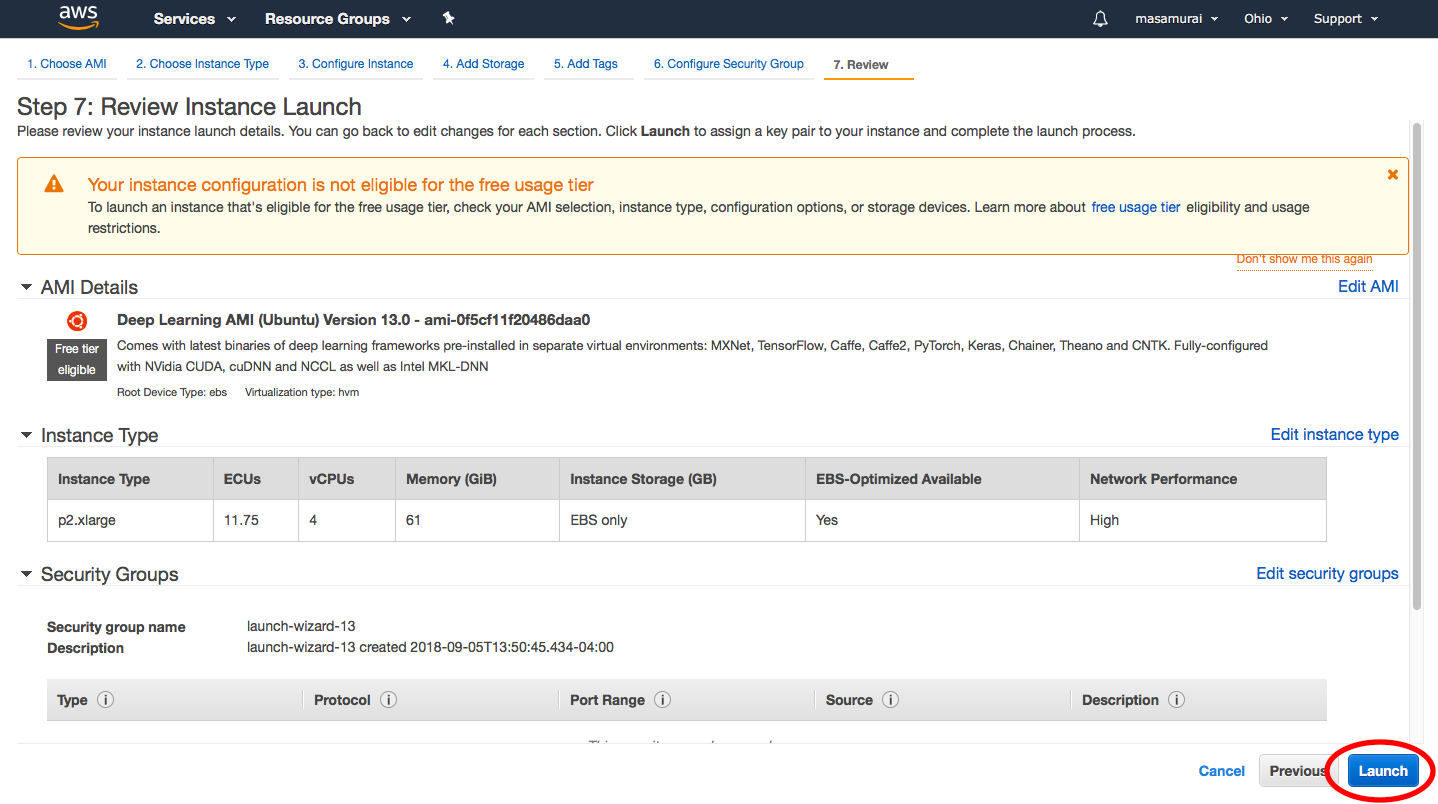 aws Services Resource Groups masamurai Ohio Support
1. Choose AMI 2. Choose Instance Type 3. Configure Instance 4. Add Storage 5. Add Tags 6. Configure Security Group 7. Review
Step 7: Review Instance Launch
Please review your instance launch details. You can go back to edit changes for each section. Click Launch to assign a key pair to your instance and complete the launch process.
Your instance configuration is not eligible for the free usage tier
To launch an instance that's eligible for the free usage tier, check your AMI selection, instance type, configuration options, or storage devices. Learn more about free usage tier eligibility and usage
restrictions.
Don't show me this again
AMI Details Edit AMI
Deep Learning AMI (Ubuntu) Version 13.0 - ami-0f5cf11f20486daa0
Free tier
eligible
Comes with latest binaries of deep learning frameworks pre-installed in separate virtual environments: MXNet, TensorFlow, Caffe, Caffe2, PyTorch, Keras, Chainer, Theano and CNTK. Fully-configured
with NVidia CUDA, cuDNN and NCCL as well as Intel MKL-DNN
Root Device Type: ebs Virtualization type: hvm
Instance Type Edit instance type
Instance Type ECUs vCPUs Memory (GiB) Instance Storage (GB) EBS-Optimized Available Network Performance
p2.xlarge 11.75 4 61 EBS only Yes High
Security Groups Edit security groups
Security group name launch-wizard-13
Description launch-wizard-13 created 2018-09-05T13:50:45.434-04:00
Type Protocol Port Range Source Description
Cancel Previous Launch